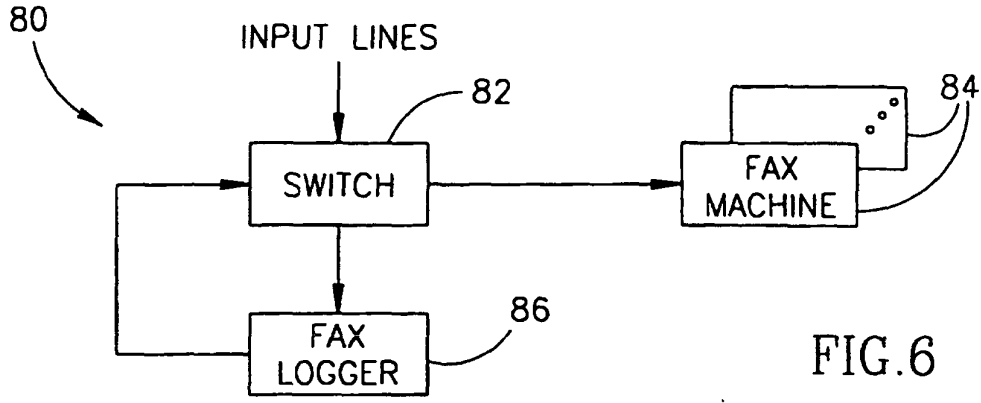 80
INPUT LINES
82
84
SWITCH
FAX
MACHINE
FAX
LOGGER
86
FIG.6